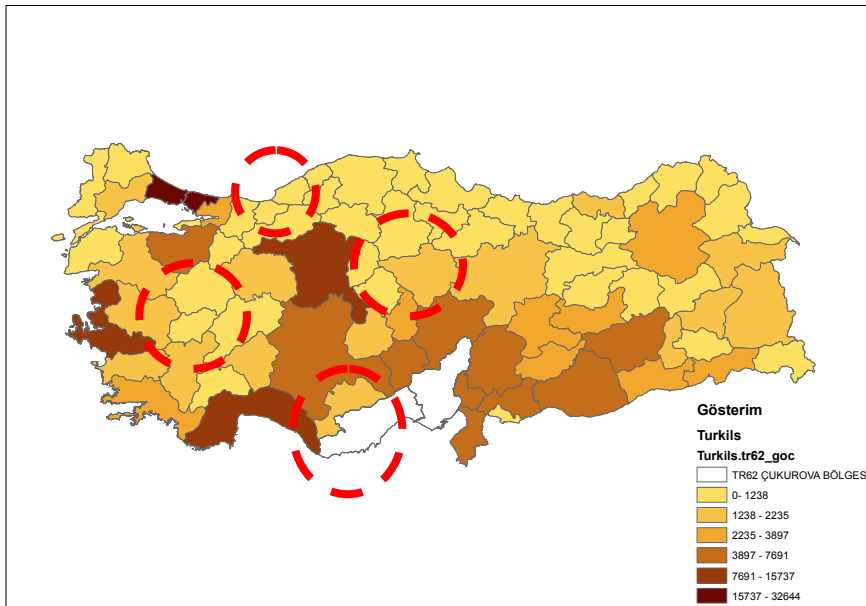 Gösterim
Turkils
Turkils.tr62_goc
TR62 ÇUKUROVA BÖLGES
0- 1238
1238 - 2235
2235 - 3897
3897 - 7691
7691 - 15737
15737 - 32644